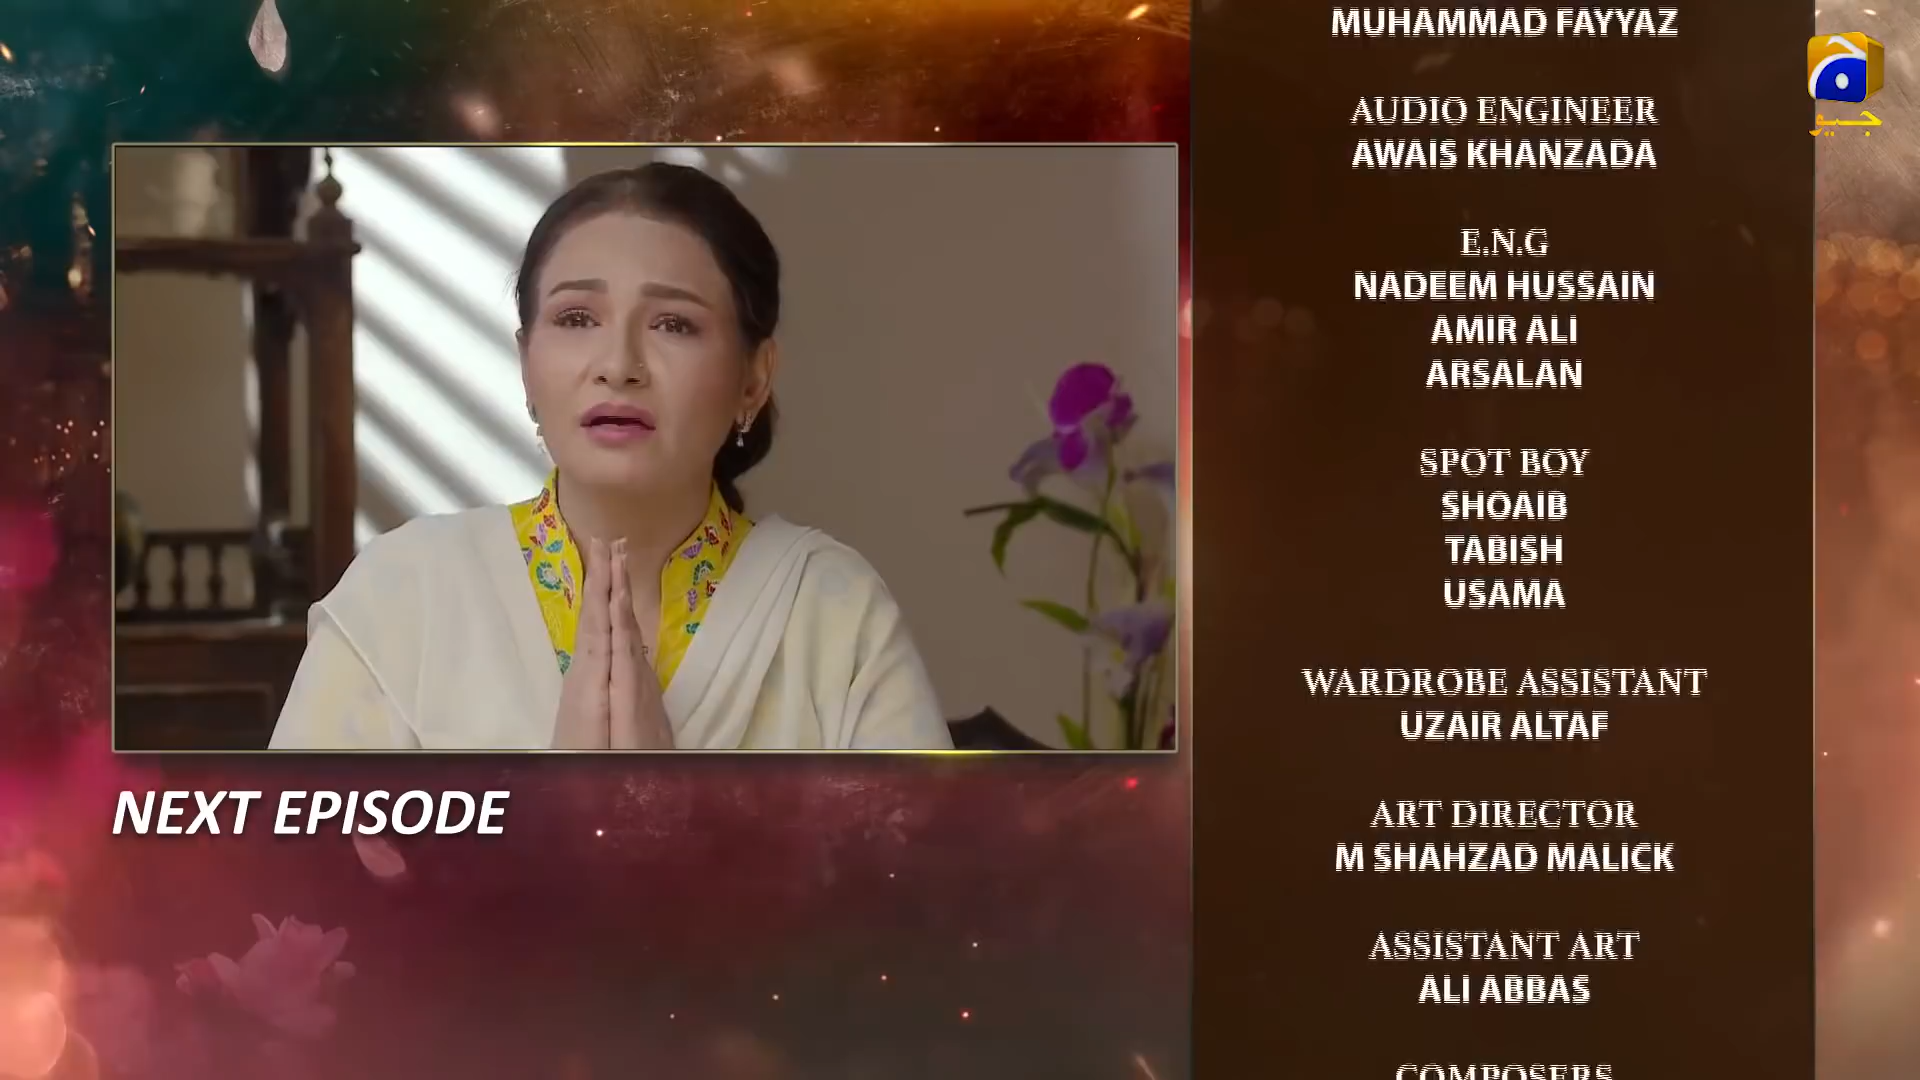 MUHAMMAD FAYYAZ
AUDIO ENGINEER
AWAIS KHANZADA
E.N.G
NADEEM HUSSAIN
AMIR ALI
ARSALAN
SPOT BOY
SHOAIB
TABISH
USAMA
WARDROBE ASSISTANT
UZAIR ALTAF
ART DIRECTOR
M SHAHZAD MALICK
ASSISTANT ART
ALI ABBAS
COMPOSERS
NEXT EPISODE
جیو